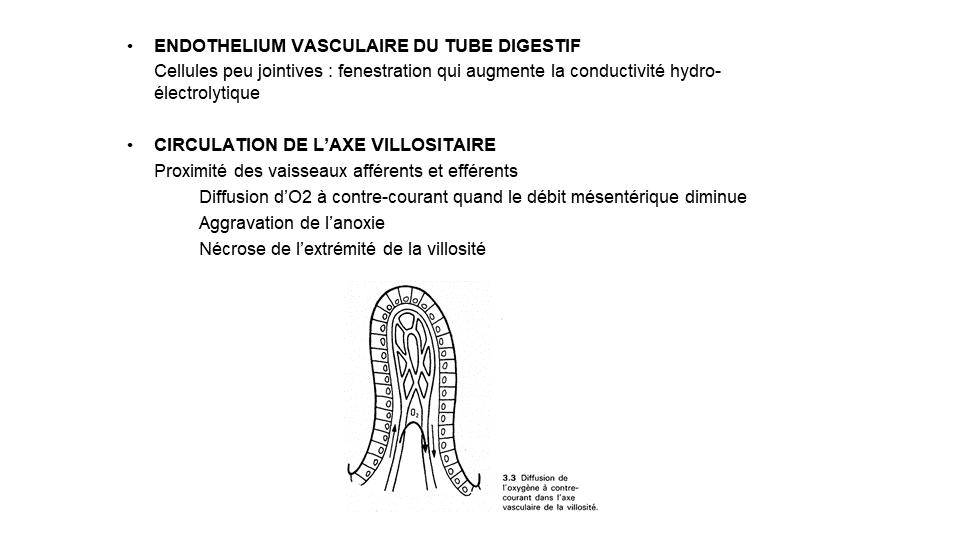 • ENDOTHELIUM VASCULAIRE DU TUBE DIGESTIF
Cellules peu jointives : fenestration qui augmente la conductivité hydro-
électrolytique
• CIRCULATION DE L’AXE VILLOSITAIRE
Proximité des vaisseaux afférents et efférents
Diffusion d’O2 à contre-courant quand le débit mésentérique diminue
Aggravation de l’anoxie
Nécrose de l’extrémité de la villosité
O2
3.3 Diffusion de
l'oxygène à contre-
courant dans l'axe
vasculaire de la villosité.